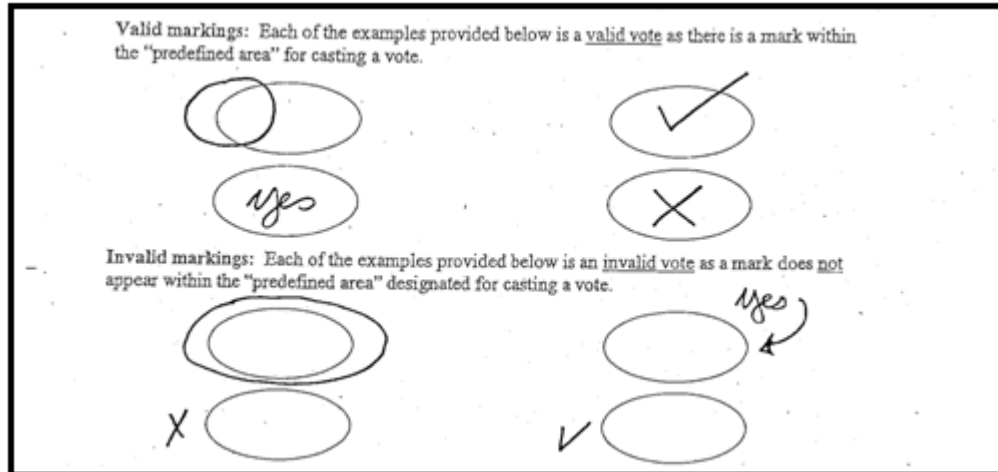 Valid markings: Each of the examples provided below is a valid vote as there is a mark within
the “predefined area” for casting a vote.
yes
Invalid markings: Each of the examples provided below is an invalid vote as a mark does not
appear within the “predefined area” designated for casting a vote.
yes